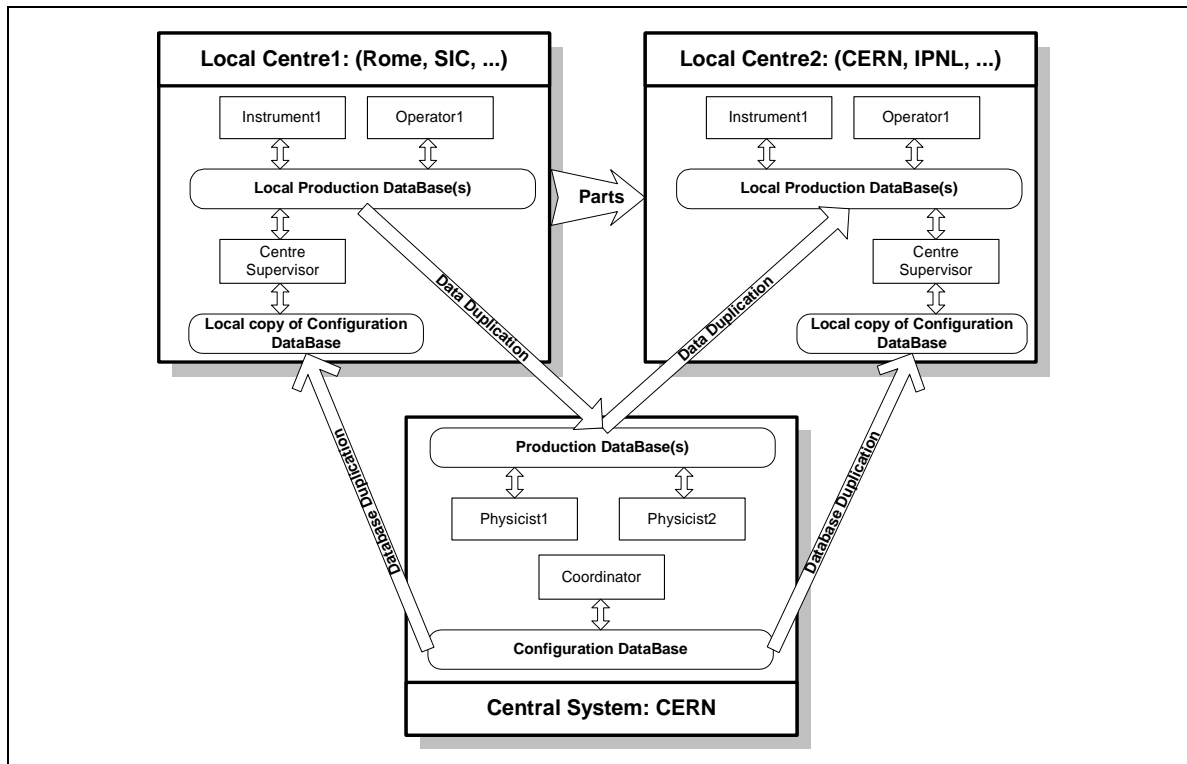 Local Centre1: (Rome, SIC, ...)
Instrument1
Operator1
Local Production DataBase(s)
Centre
Supervisor
Local copy of Configuration
DataBase
Parts
Local Centre2: (CERN, IPNL, ...)
Instrument1
Operator1
Local Production DataBase(s)
Centre
Supervisor
Local copy of Configuration
DataBase
Data Duplication
Data Duplication
Database Duplication
Database Duplication
Production DataBase(s)
Physicist1
Physicist2
Coordinator
Configuration DataBase
Central System: CERN